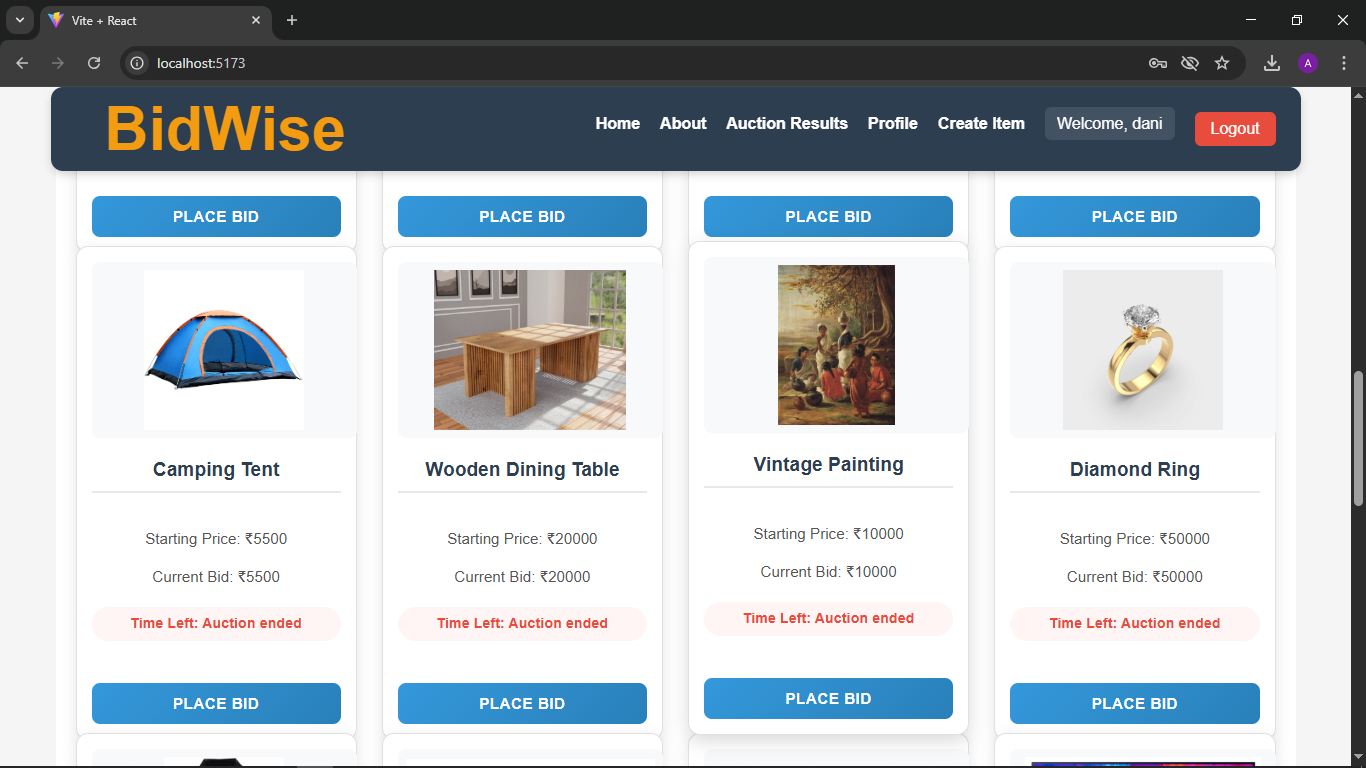 Vite + React
localhost:5173
A
BidWise
Home About Auction Results Profile Create Item Welcome, dani Logout
PLACE BID PLACE BID PLACE BID PLACE BID
Camping Tent
Starting Price: ₹5500
Current Bid: ₹5500
Time Left: Auction ended
PLACE BID
Wooden Dining Table
Starting Price: ₹20000
Current Bid: ₹20000
Time Left: Auction ended
PLACE BID
Vintage Painting
Starting Price: ₹10000
Current Bid: ₹10000
Time Left: Auction ended
PLACE BID
Diamond Ring
Starting Price: ₹50000
Current Bid: ₹50000
Time Left: Auction ended
PLACE BID